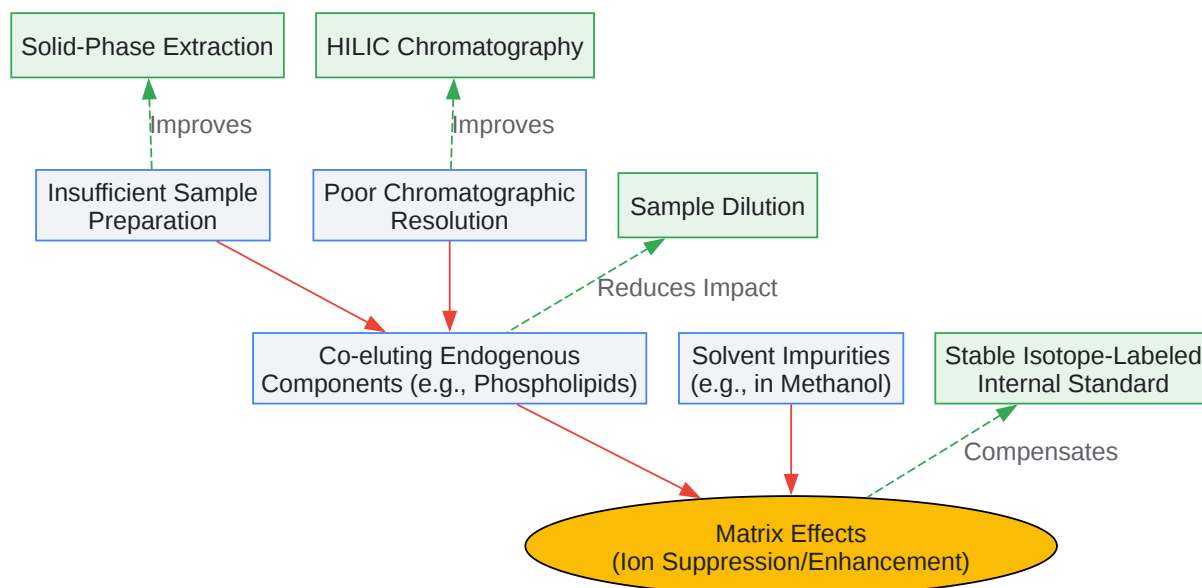 Solid-Phase Extraction
HILIC Chromatography
Improves
Improves
Insufficient Sample
Preparation
Poor Chromatographic
Resolution
Sample Dilution
Reduces Impact
Co-eluting Endogenous
Components (e.g., Phospholipids)
Solvent Impurities
(e.g., in Methanol)
Stable Isotope-Labeled
Internal Standard
Compensates
Matrix Effects
(Ion Suppression/Enhancement)